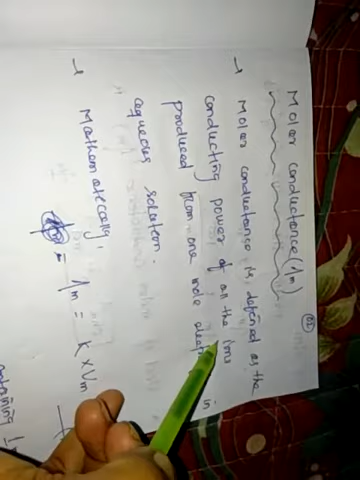 02
Molar conductance (Λm)
→ Molar conductance is defined as the
conducting power of all the ions
produced from one mole in
aqueous solution.
→ Mathematically,
= Λm = K × Vm